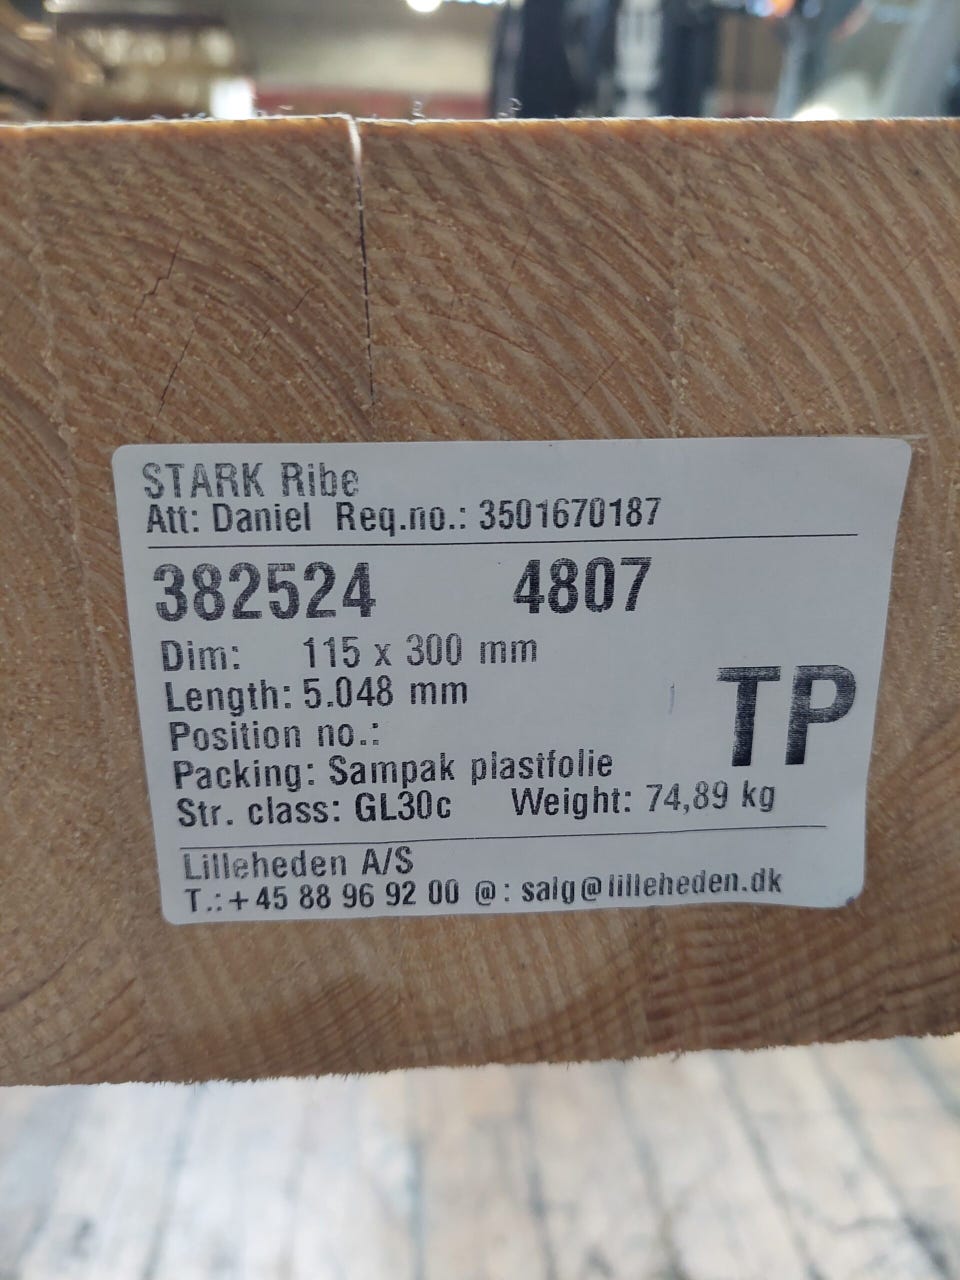 STARK Ribe
Att: Daniel Req.no.: 3501670187
382524 4807
Dim: 115 x 300 mm
Length: 5.048 mm
Position no.:
TP
Packing: Sampak plastfolie
Str. class: GL30c Weight: 74,89 kg
Lilleheden A/S
T.:+45 88 96 92 00 @: salg@lilleheden.dk